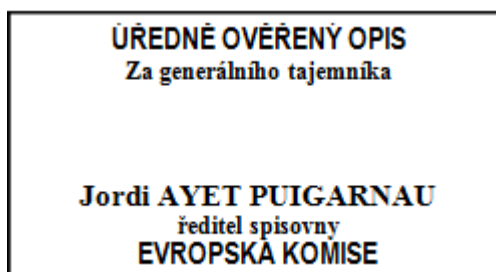 ÚŘEDNĚ OVĚŘENÝ OPIS
Za generálního tajemníka
Jordi AYET PUIGARNAU
ředitel spisovny
EVROPSKÁ KOMISE